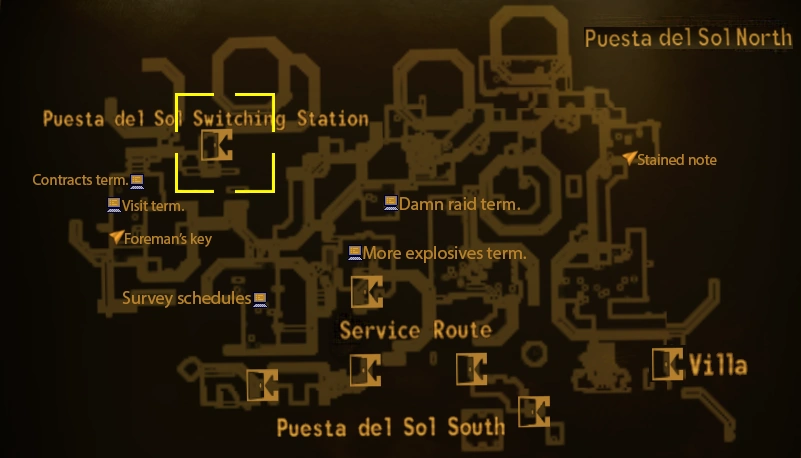 Puesta del Sol North
Puesta del Sol Switching Station
Stained note
Contracts term.
Visit term.
Damn raid term.
Foreman's key
More explosives term.
Survey schedules
Service Route
Villa
Puesta del Sol South